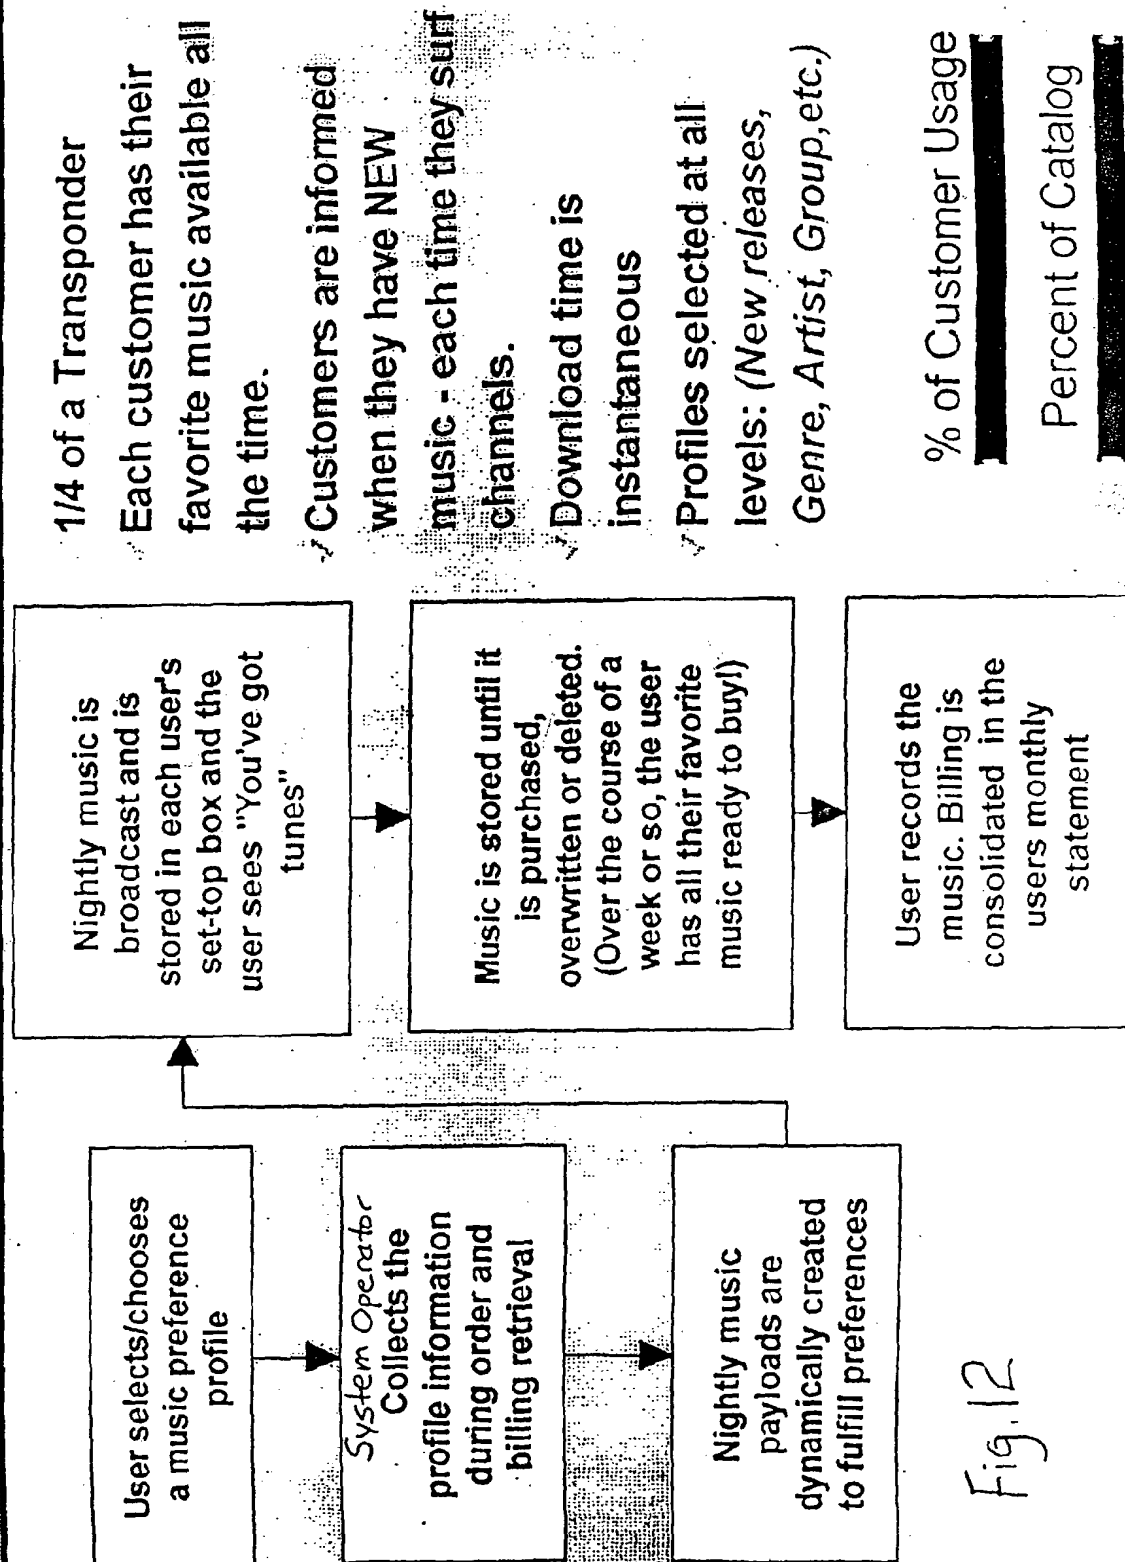 User selects/chooses
a music preference
profile
System Operator
Collects the
profile information
during order and
billing retrieval
Nightly music
payloads are
dynamically created
to fulfill preferences
Nightly music is
broadcast and is
stored in each user's
set-top box and the
user sees "You've got
tunes"
Music is stored until it
is purchased,
overwritten or deleted.
(Over the course of a
week or so, the user
has all their favorite
music ready to buy!)
User records the
music. Billing is
consolidated in the
users monthly
statement
1/4 of a Transponder
Each customer has their
favorite music available all
the time.
Customers are informed
when they have NEW
music - each time they surf
channels.
Download time is
instantaneous
Profiles selected at all
levels: (New releases,
Genre, Artist, Group,etc.)
% of Customer Usage
Percent of Catalog
Fig.12